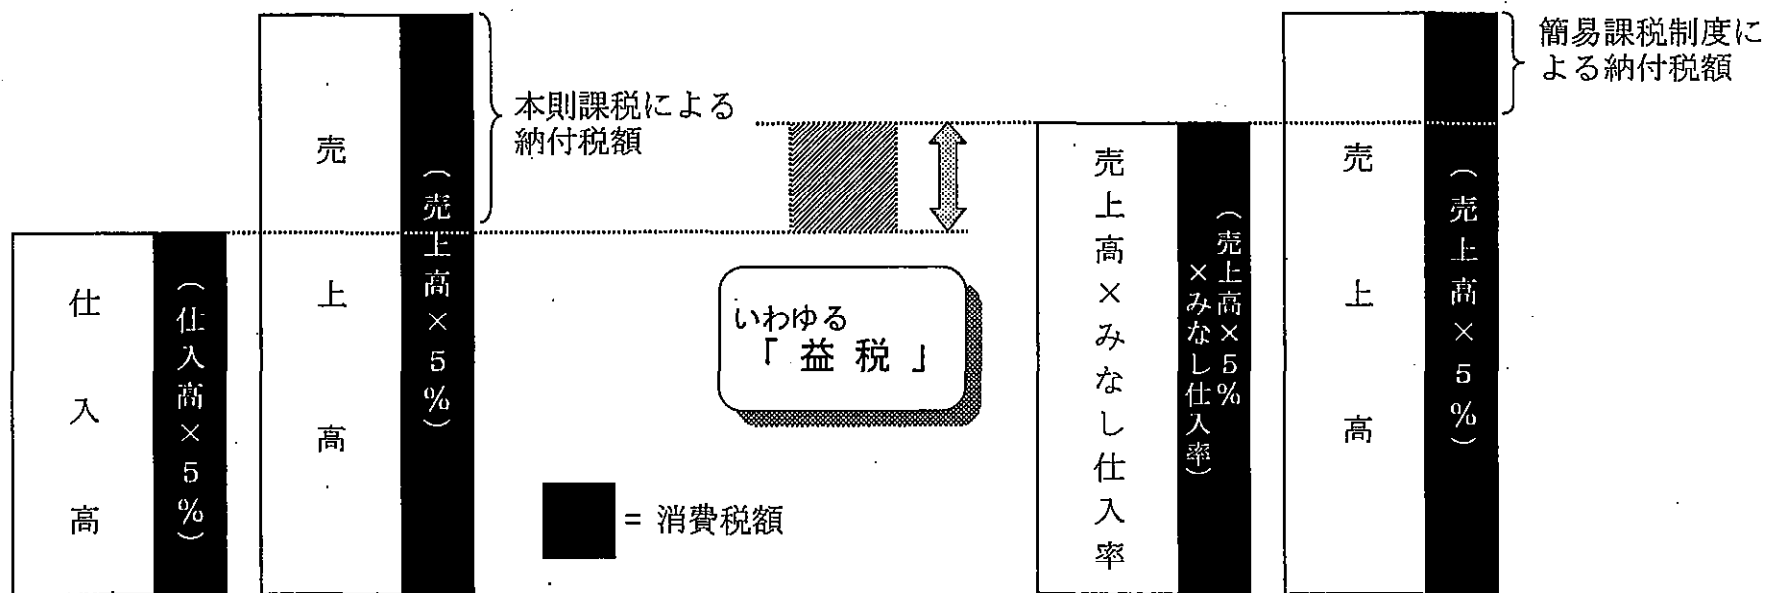 仕入高
（仕入高×5％）
売上高
（売上高×5％）
本則課税による
納付税額
いわゆる
「益税」
= 消費税額
売上高×みなし仕入率
（売上高×5％
×みなし仕入率）
売上高
（売上高×5％）
簡易課税制度に
よる納付税額